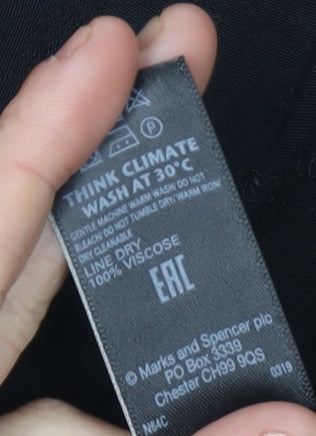 P
THINK CLIMATE
WASH AT 30°C
GENTLE MACHINE WARM WASH/ DO NOT
BLEACH/ DO NOT TUMBLE DRY/ WARM IRON/
DRY CLEANABLE
LINE DRY
100% VISCOSE
EAC
© Marks and Spencer plc
PO Box 3339
Chester CH99 9QS
N64C 0319